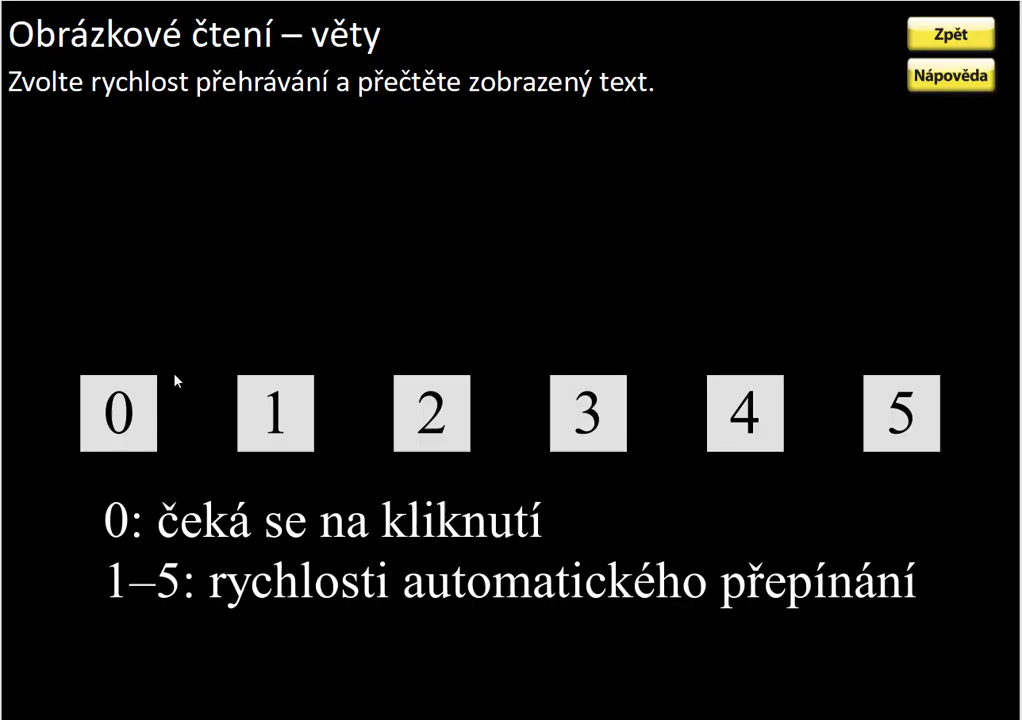 Obrázkové čtení – věty
Zpět
Zvolte rychlost přehrávání a přečtěte zobrazený text.
Nápověda
0 1 2 3 4 5
0: čeká se na kliknutí
1–5: rychlosti automatického přepínání